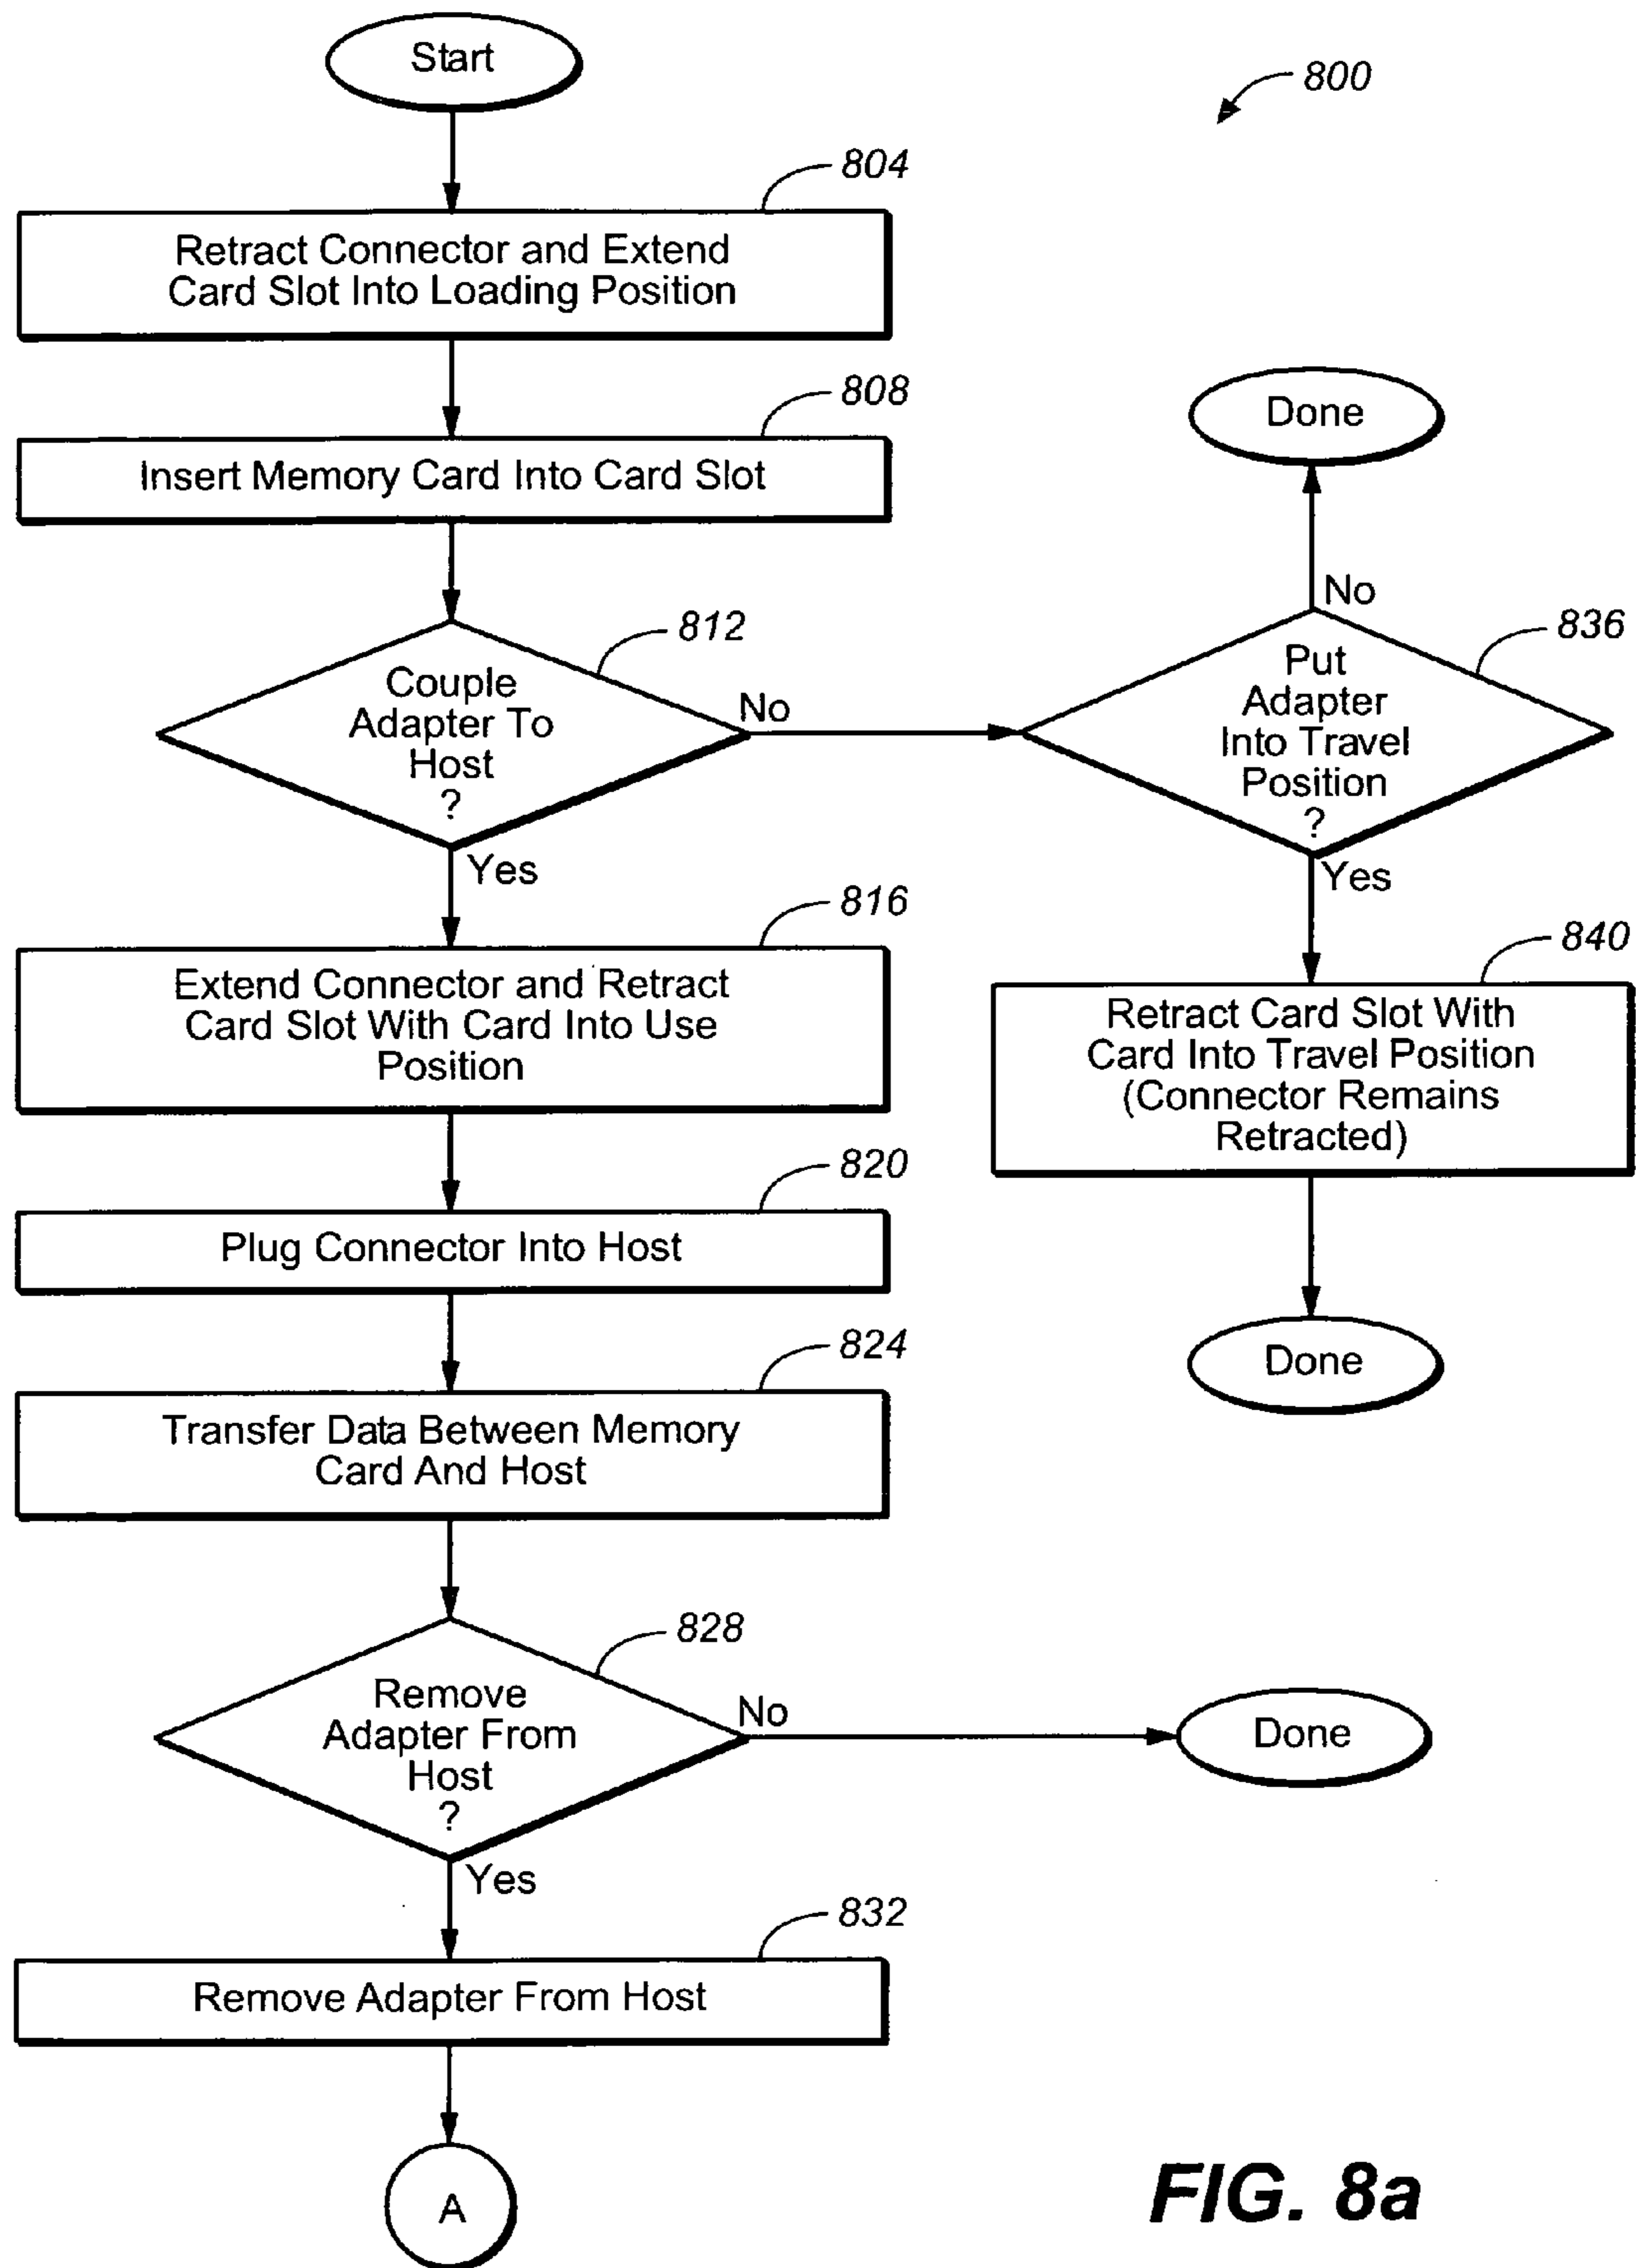 Start
800
804
Retract Connector and Extend
Card Slot Into Loading Position
808
Insert Memory Card Into Card Slot
Done
No
812
Couple
Adapter To
Host
?
No
836
Put
Adapter
Into Travel
Position
?
Yes
Yes
816
Extend Connector and Retract
Card Slot With Card Into Use
Position
840
Retract Card Slot With
Card Into Travel Position
(Connector Remains
Retracted)
820
Plug Connector Into Host
824
Transfer Data Between Memory
Card And Host
Done
828
Remove
Adapter From
Host
?
No
Done
Yes
832
Remove Adapter From Host
A
FIG. 8a